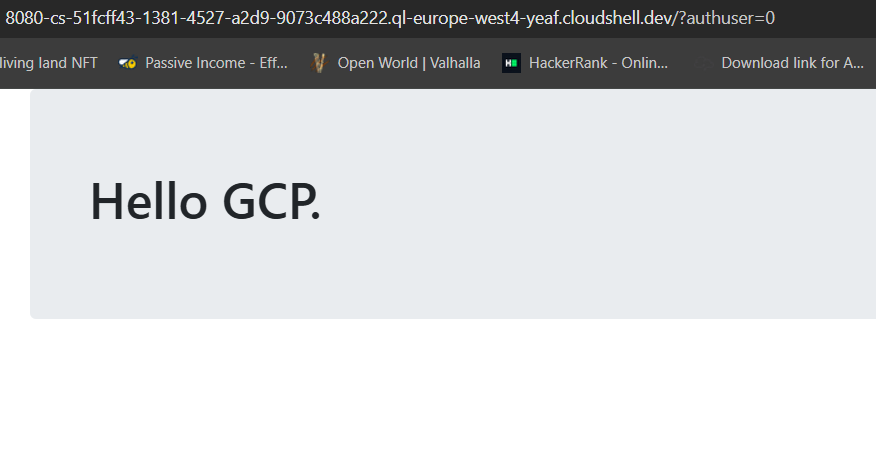 8080-cs-51fcff43-1381-4527-a2d9-9073c488a222.ql-europe-west4-yeaf.cloudshell.dev/?authuser=0
living land NFT Passive Income - Eff... Open World | Valhalla HackerRank - Onlin... Download link for A...
Hello GCP.